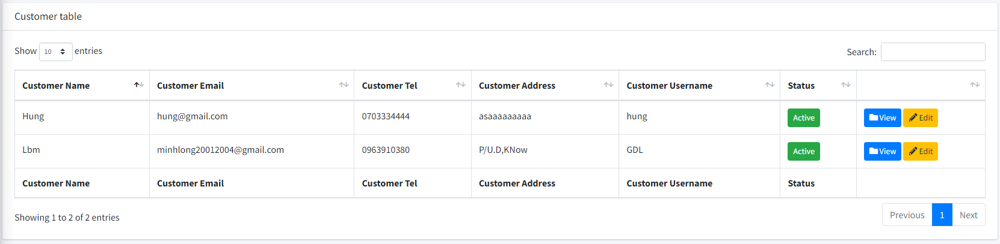 Customer table
Show 10 entries Search:
Customer Name Customer Email Customer Tel Customer Address Customer Username Status
Hung hung@gmail.com 0703334444 asaaaaaaaaa hung Active View Edit
Lbm minhlong20012004@gmail.com 0963910380 P/U.D,KNow GDL Active View Edit
Customer Name Customer Email Customer Tel Customer Address Customer Username Status
Showing 1 to 2 of 2 entries Previous 1 Next